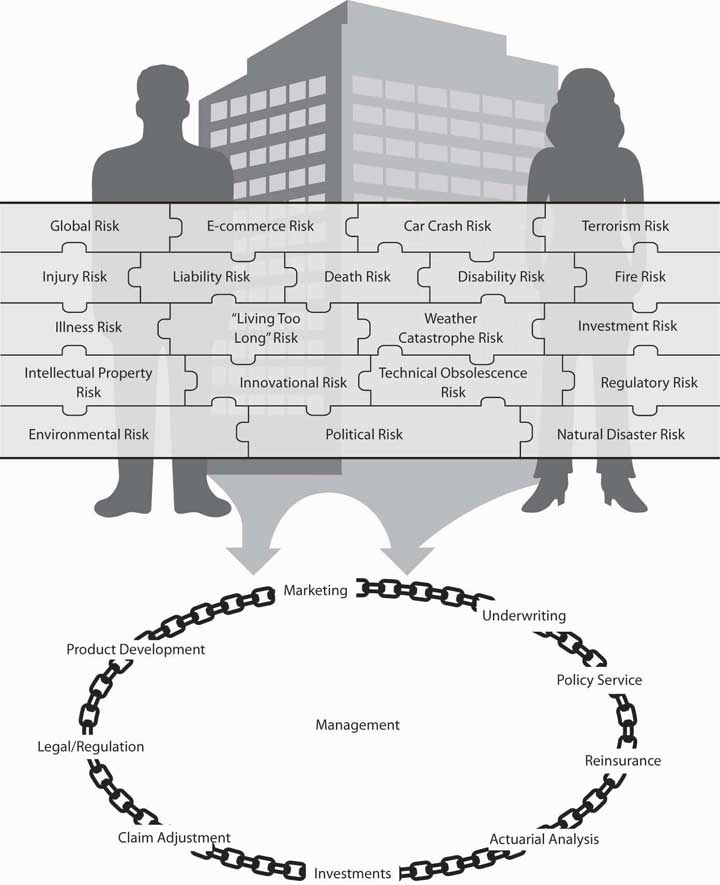 Global Risk
E-commerce Risk
Car Crash Risk
Terrorism Risk
Injury Risk
Liability Risk
Death Risk
Disability Risk
Fire Risk
Illness Risk
“Living Too
Long” Risk
Weather
Catastrophe Risk
Investment Risk
Intellectual Property
Risk
Innovational Risk
Technical Obsolescence
Risk
Regulatory Risk
Environmental Risk
Political Risk
Natural Disaster Risk
Marketing
Underwriting
Product Development
Policy Service
Management
Legal/Regulation
Reinsurance
Claim Adjustment
Actuarial Analysis
Investments